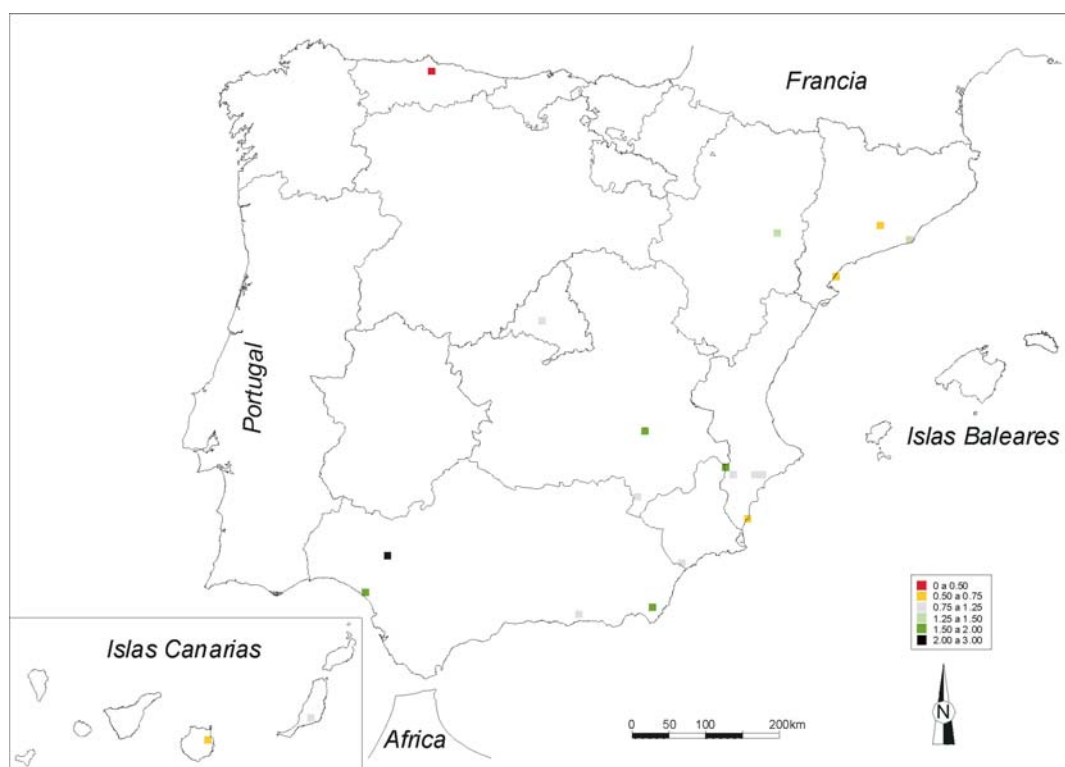 Francia
Portugal
Islas Baleares
Islas Canarias
Africa
0 a 0.50
0.50 a 0.75
0.75 a 1.25
1.25 a 1.50
1.50 a 2.00
2.00 a 3.00
0 50 100 200km
N